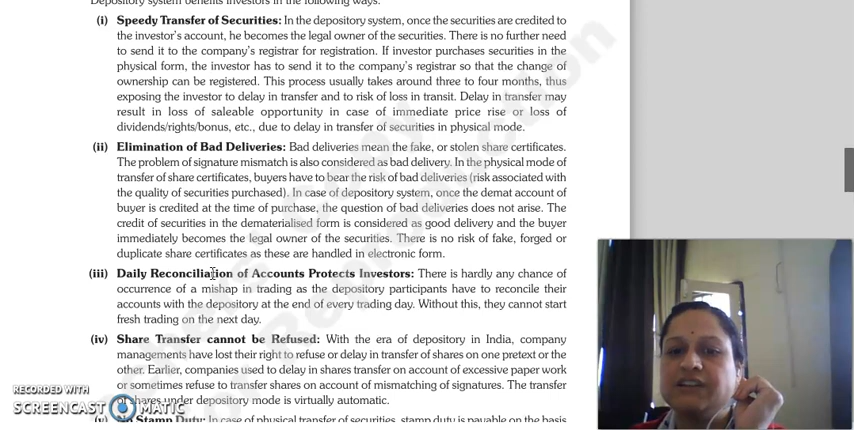 Depository system benefits investors in the following ways.
(i) Speedy Transfer of Securities: In the depository system, once the securities are credited to
the investor's account, he becomes the legal owner of the securities. There is no further need
to send it to the company's registrar for registration. If investor purchases securities in the
physical form, the investor has to send it to the company's registrar so that the change of
ownership can be registered. This process usually takes around three to four months, thus
exposing the investor to delay in transfer and to risk of loss in transit. Delay in transfer may
result in loss of saleable opportunity in case of immediate price rise or loss of
dividends/rights/bonus, etc., due to delay in transfer of securities in physical mode.
(ii) Elimination of Bad Deliveries: Bad deliveries mean the fake, or stolen share certificates.
The problem of signature mismatch is also considered as bad delivery. In the physical mode of
transfer of share certificates, buyers have to bear the risk of bad deliveries (risk associated with
the quality of securities purchased). In case of depository system, once the demat account of
buyer is credited at the time of purchase, the question of bad deliveries does not arise. The
credit of securities in the dematerialised form is considered as good delivery and the buyer
immediately becomes the legal owner of the securities. There is no risk of fake, forged or
duplicate share certificates as these are handled in electronic form.
(iii) Daily Reconciliation of Accounts Protects Investors: There is hardly any chance of
occurrence of a mishap in trading as the depository participants have to reconcile their
accounts with the depository at the end of every trading day. Without this, they cannot start
fresh trading on the next day.
(iv) Share Transfer cannot be Refused: With the era of depository in India, company
managements have lost their right to refuse or delay in transfer of shares on one pretext or the
other. Earlier, companies used to delay in shares transfer on account of excessive paper work
or sometimes refuse to transfer shares on account of mismatching of signatures. The transfer
of shares under depository mode is virtually automatic.
(v) No Stamp Duty: In case of physical transfer of securities, stamp duty is payable on the basis
RECORDED WITH
SCREENCAST MATIC